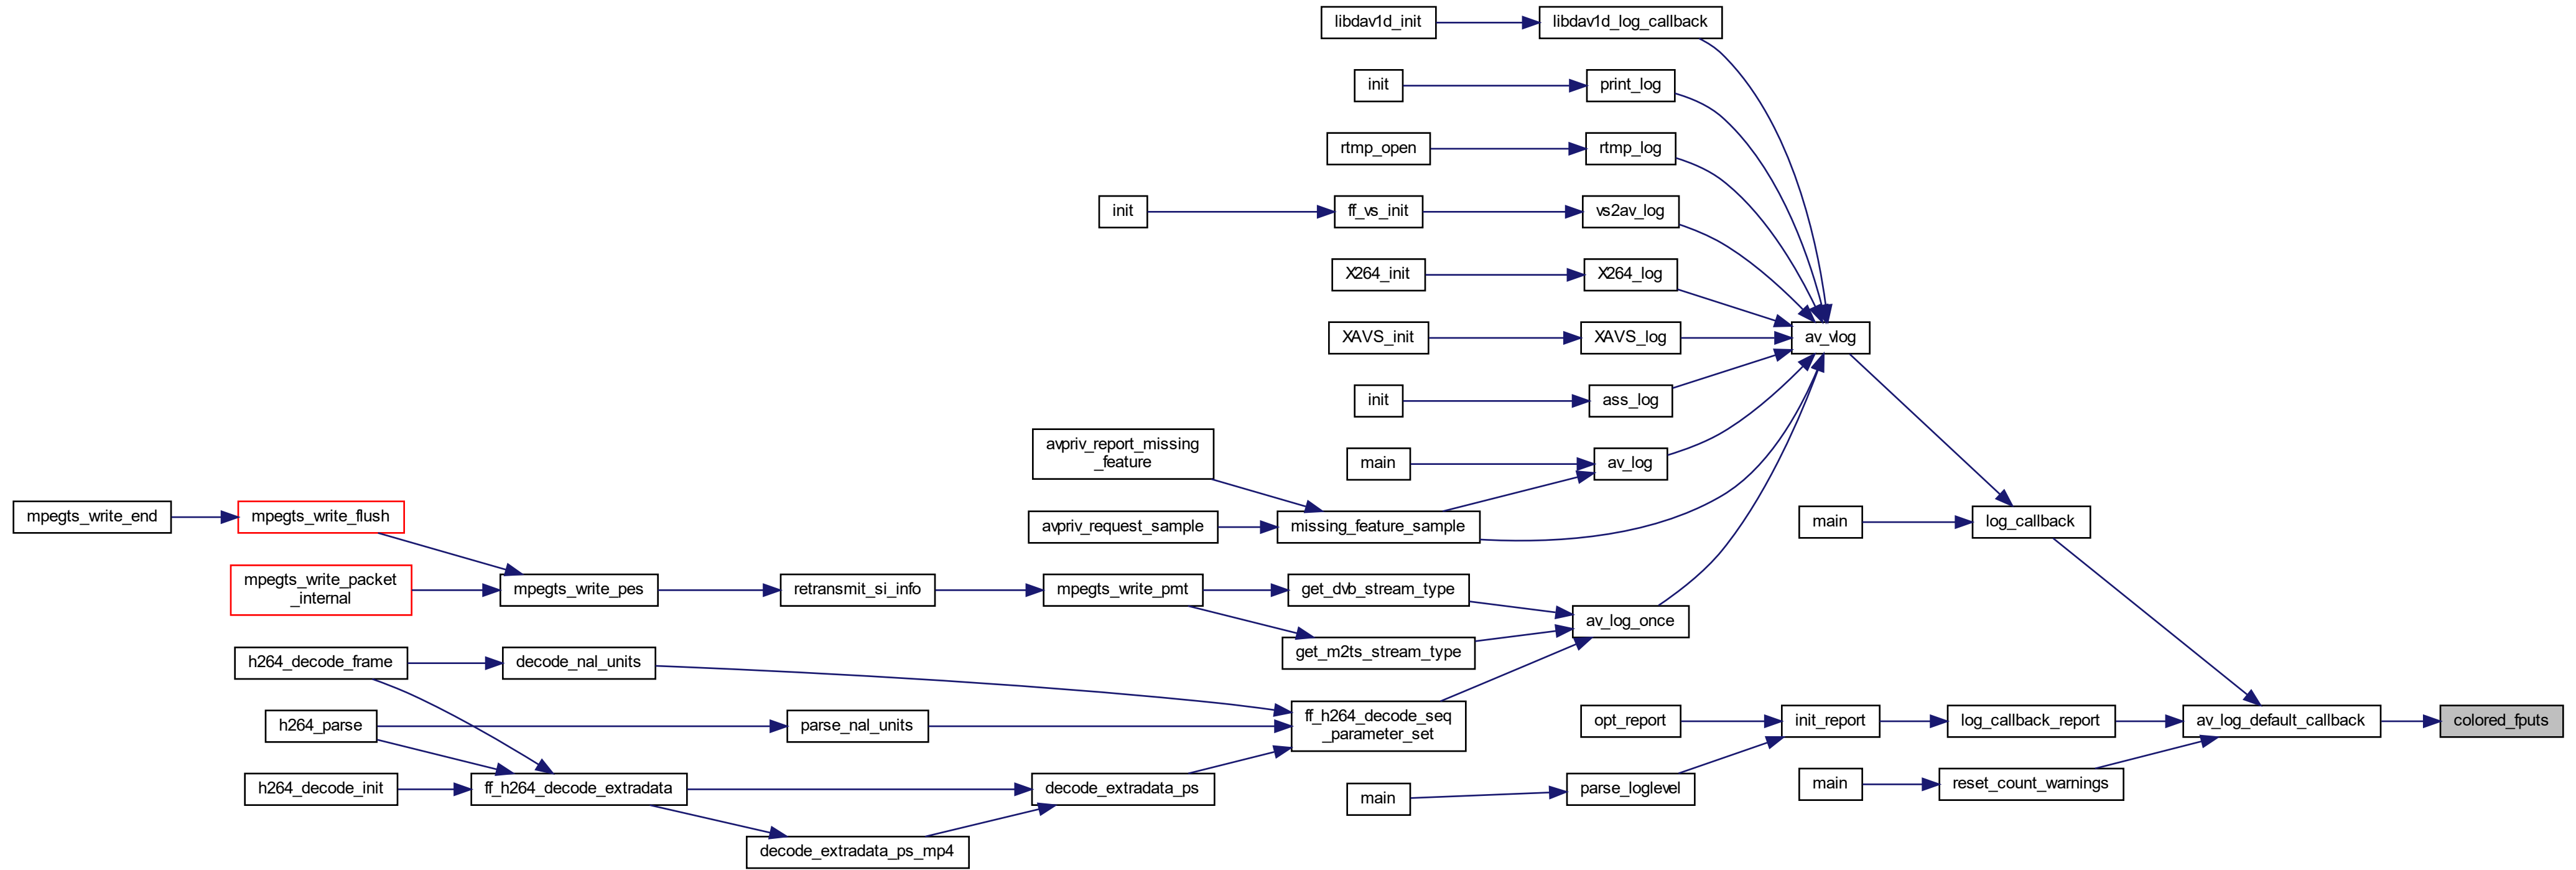 libdav1d_init
libdav1d_log_callback
init
print_log
rtmp_open
rtmp_log
init
ff_vs_init
vs2av_log
X264_init
X264_log
av_vlog
XAVS_init
XAVS_log
init
ass_log
avpriv_report_missing
_feature
main
av_log
mpegts_write_end
mpegts_write_flush
avpriv_request_sample
missing_feature_sample
main
log_callback
mpegts_write_packet
_internal
mpegts_write_pes
retransmit_si_info
mpegts_write_pmt
get_dvb_stream_type
av_log_once
get_m2ts_stream_type
h264_decode_frame
decode_nal_units
h264_parse
parse_nal_units
ff_h264_decode_seq
_parameter_set
opt_report
init_report
log_callback_report
av_log_default_callback
colored_fputs
h264_decode_init
ff_h264_decode_extradata
decode_extradata_ps
main
parse_loglevel
main
reset_count_warnings
decode_extradata_ps_mp4